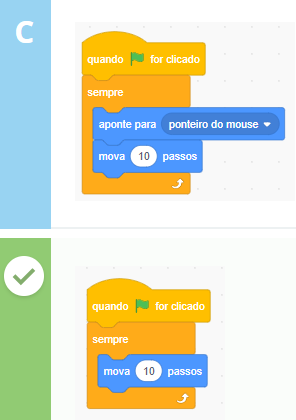 C
quando for clicado
sempre
aponte para ponteiro do mouse
mova 10 passos
quando for clicado
sempre
mova 10 passos